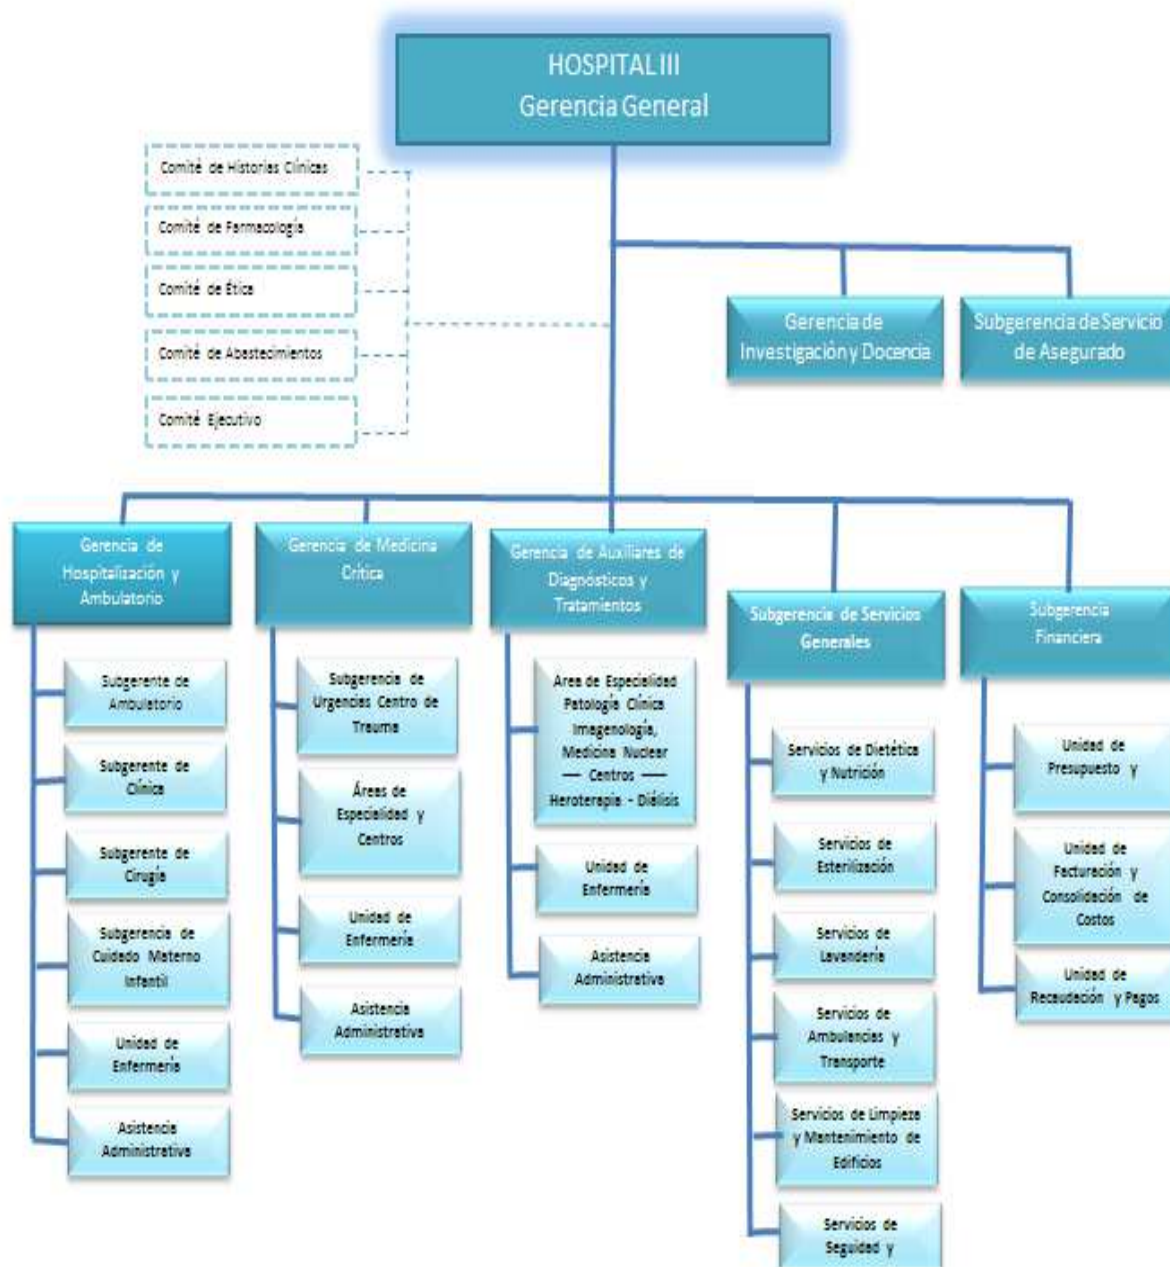 HOSPITAL III
Gerencia General
Comité de Historias Clínicas
Comité de Farmacología
Comité de Ética
Comité de Abastecimientos
Comité Ejecutivo
Gerencia de
Investigación y Docencia
Subgerencia de Servicio
de Asegurado
Gerencia de
Hospitalización y
Ambulatorio
Subgerente de
Ambulatorio
Subgerente de
Clínica
Subgerente de
Cirugía
Subgerencia de
Cuidado Materno
Infantil
Unidad de
Enfermería
Asistencia
Administrativa
Gerencia de Medicina
Crítica
Subgerencia de
Urgencias Centro de
Trauma
Áreas de
Especialidad y
Centros
Unidad de
Enfermería
Asistencia
Administrativa
Gerencia de Auxiliares de
Diagnósticos y
Tratamientos
Area de Especialidad
Patología Clínica
Imagenología,
Medicina Nuclear
— Centros —
Heroterapia - Diálisis
Unidad de
Enfermería
Asistencia
Administrativa
Subgerencia de Servicios
Generales
Servicios de Dietética
y Nutrición
Servicios de
Esterilización
Servicios de
Lavandería
Servicios de
Ambulancias y
Transporte
Servicios de Limpieza
y Mantenimiento de
Edificios
Servicios de
Seguidad y
Subgerencia
Financiera
Unidad de
Presupuesto y
Unidad de
Facturación y
Consolidación de
Costos
Unidad de
Recaudación y Pagos